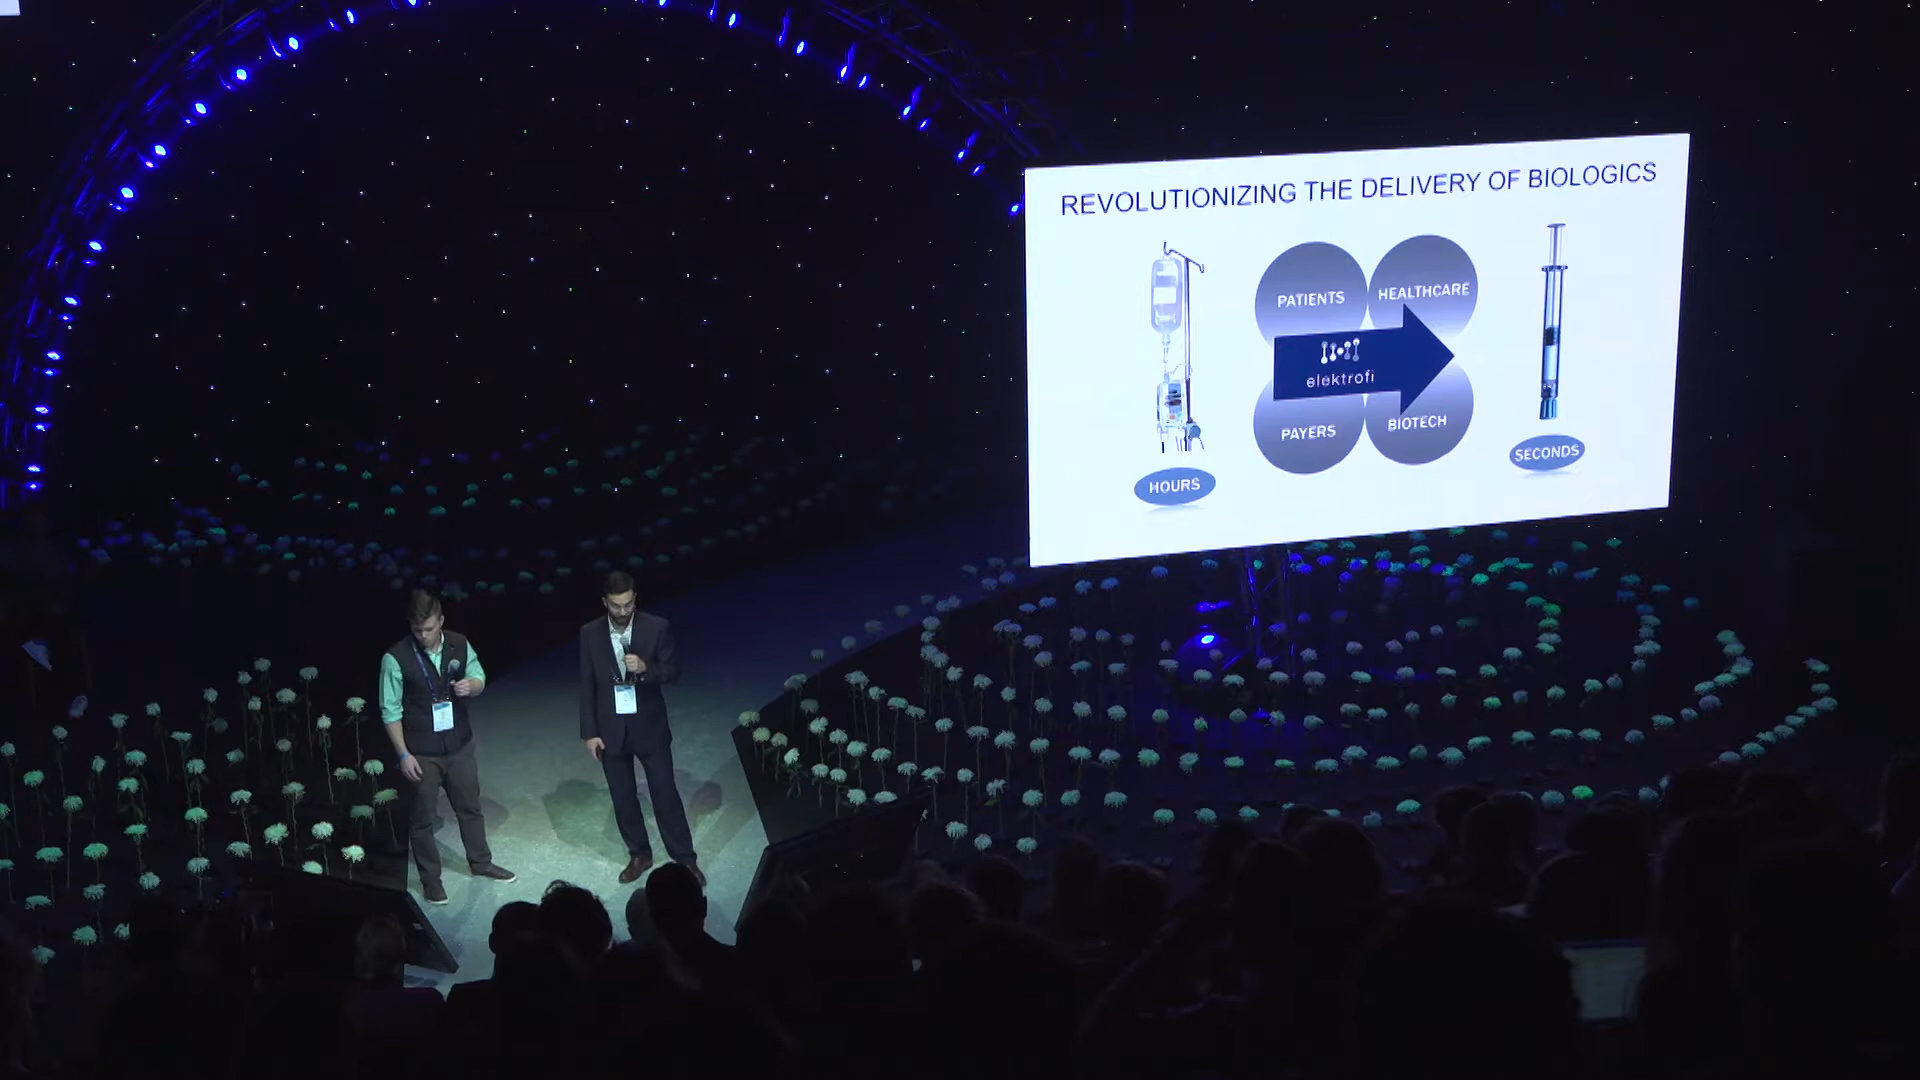 REVOLUTIONIZING THE DELIVERY OF BIOLOGICS
PATIENTS
HEALTHCARE
elektrofi
PAYERS
BIOTECH
HOURS
SECONDS